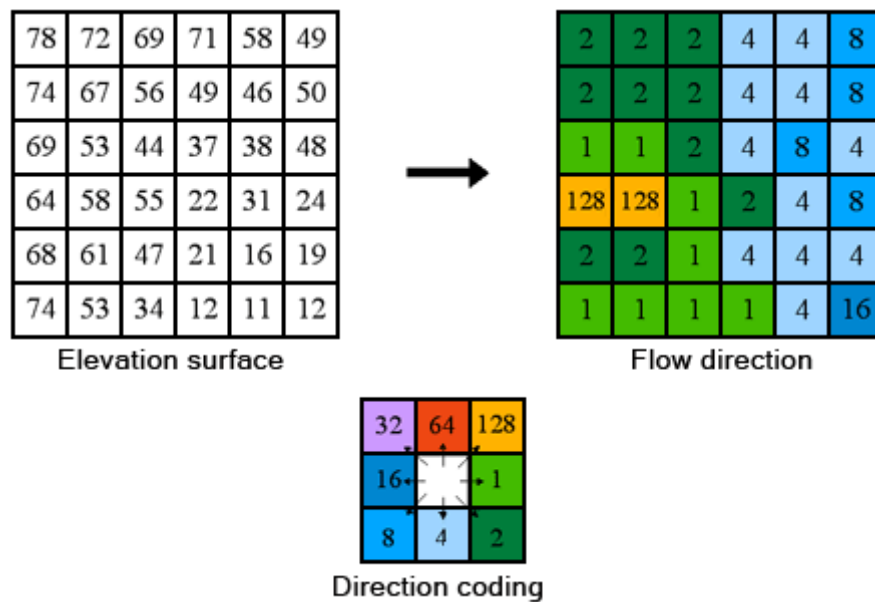 78 72 69 71 58 49 2 2 2 4 4 8
74 67 56 49 46 50 2 2 2 4 4 8
69 53 44 37 38 48 1 1 2 4 8 4
64 58 55 22 31 24 128 128 1 2 4 8
68 61 47 21 16 19 2 2 1 4 4 4
74 53 34 12 11 12 1 1 1 1 4 16
Elevation surface Flow direction
32 64 128
16 1
8 4 2
Direction coding